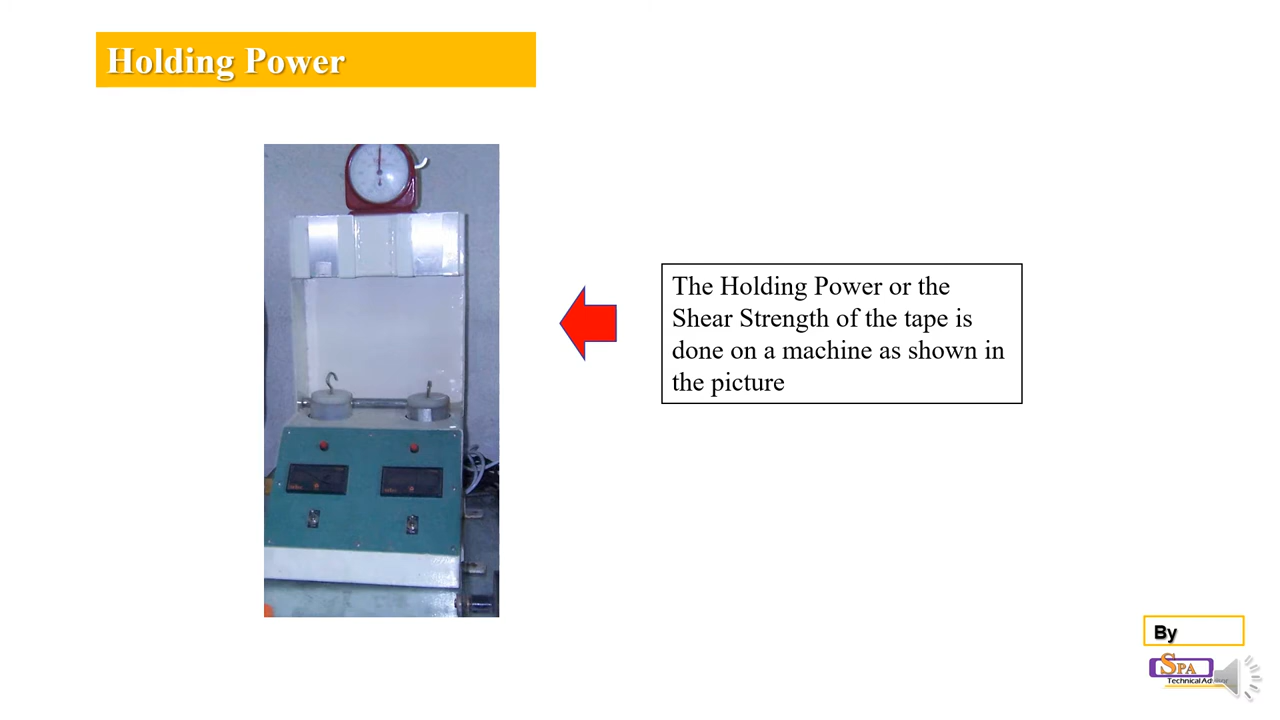 Holding Power
The Holding Power or the
Shear Strength of the tape is
done on a machine as shown in
the picture
By
SPA
Technical